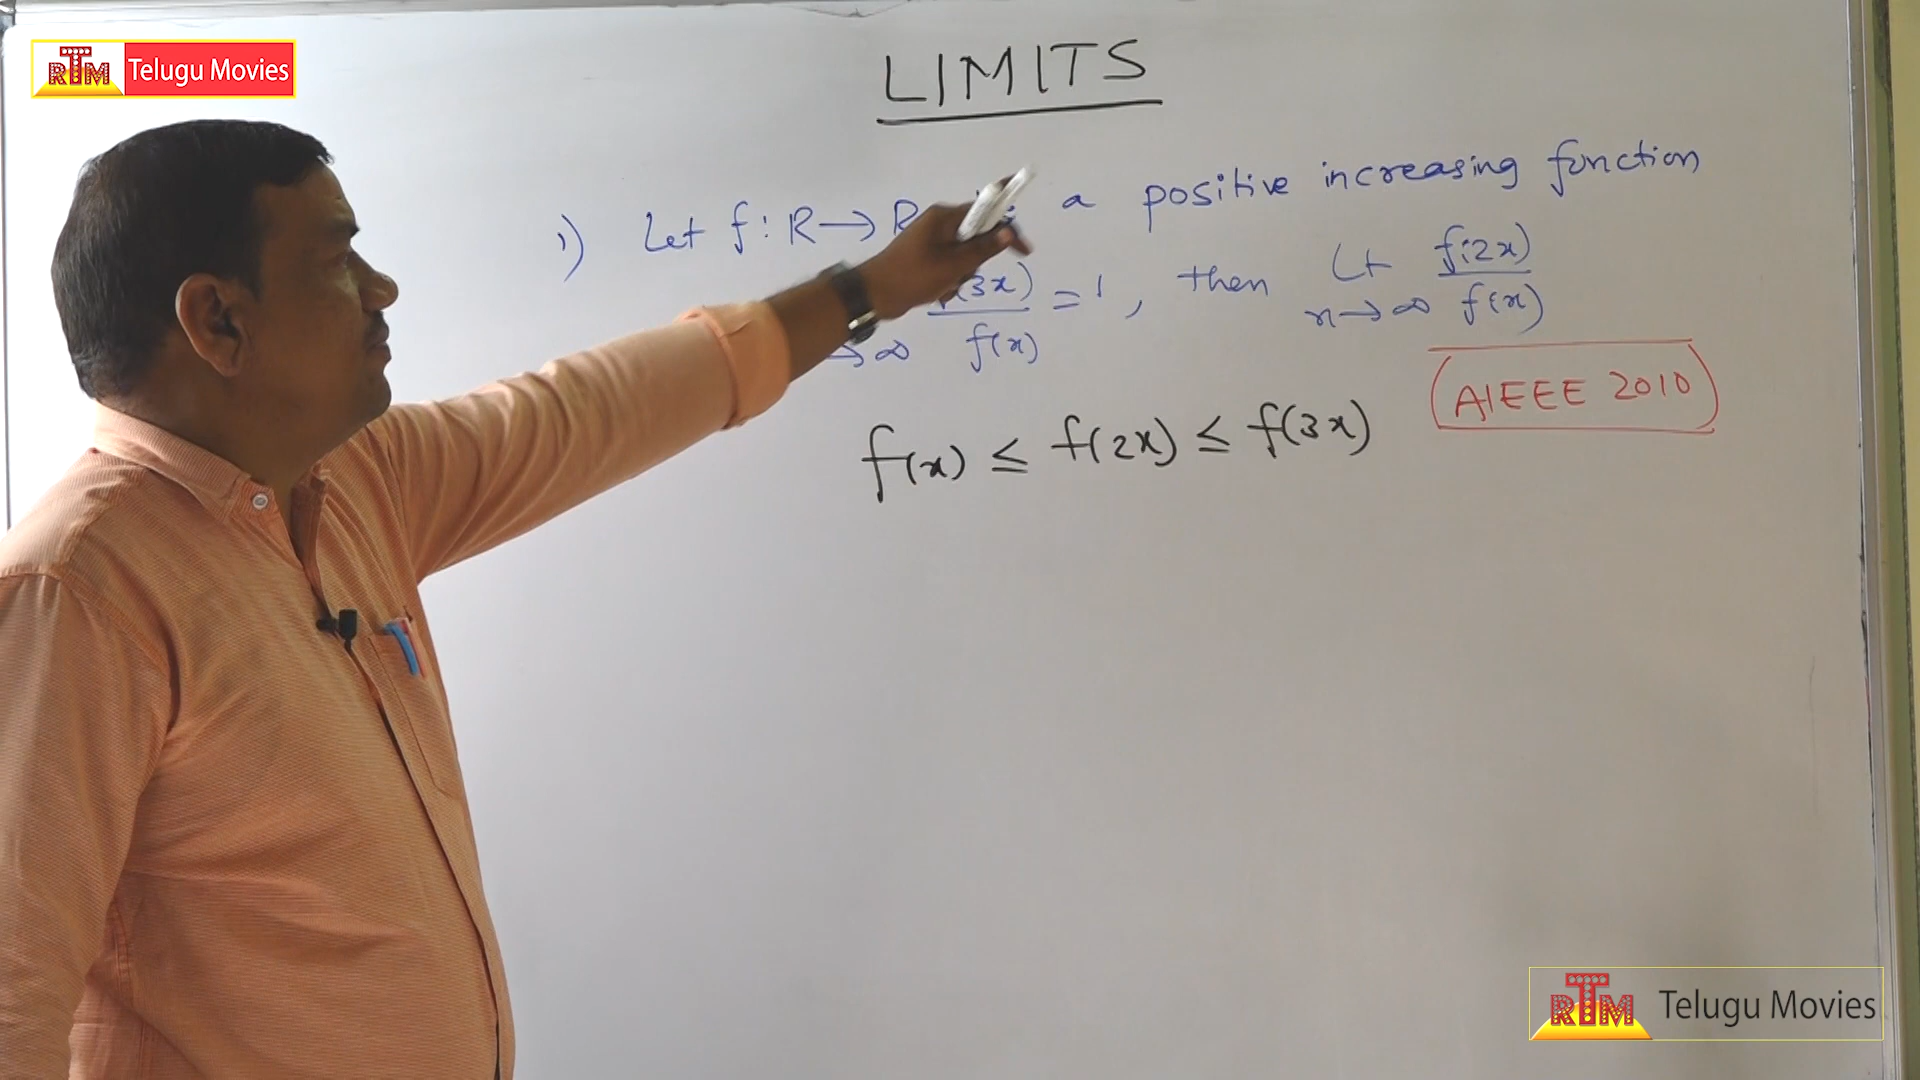 RTM Telugu Movies
LIMITS
1) Let f : R → R a positive increasing function
(3x) / f(x) = 1, then Lt x→∞ f(2x) / f(x)
→ ∞
AIEEE 2010
f(x) ≤ f(2x) ≤ f(3x)
RTM Telugu Movies